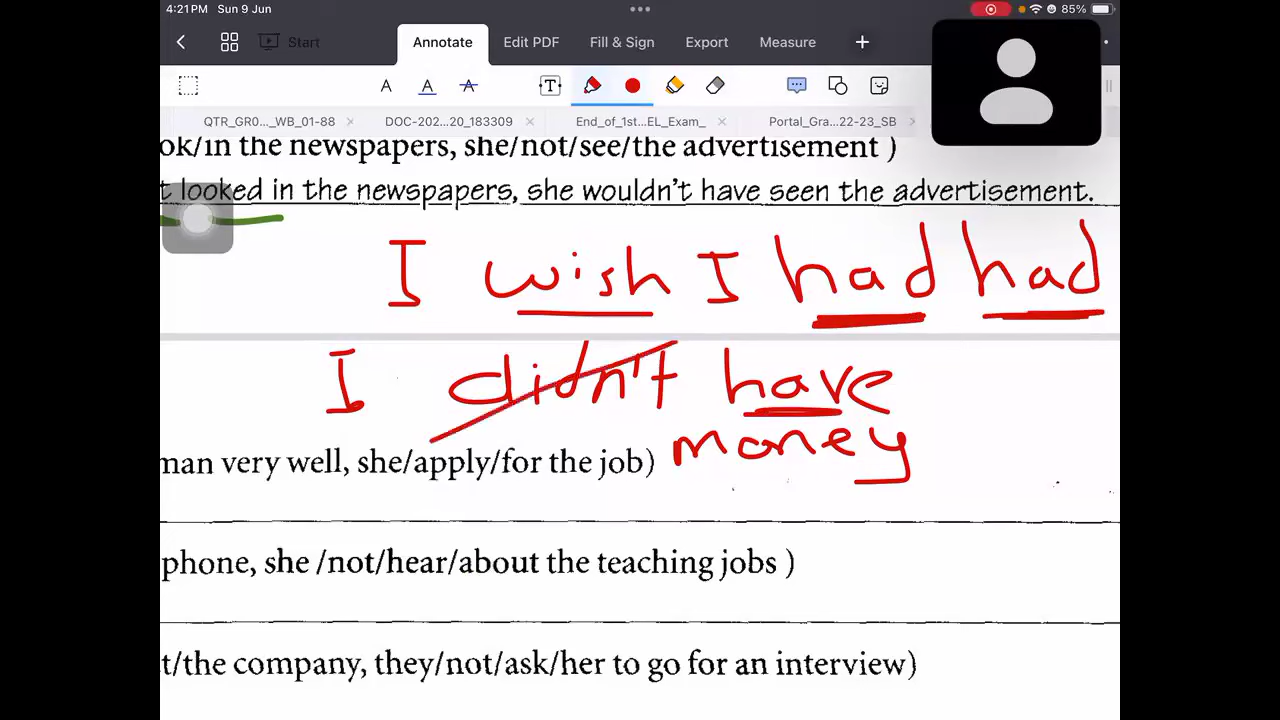 4:21 PM Sun 9 Jun 85%
Start Annotate Edit PDF Fill & Sign Export Measure
A A A T
QTR_GR0..._WB_01-88 × DOC-202...20_183309 × End_of_1st...EL_Exam_ × Portal_Gra...22-23_SB ×
ok/in the newspapers, she/not/see/the advertisement )
t looked in the newspapers, she wouldn't have seen the advertisement.
I wish I had had
I didn't have
money
man very well, she/apply/for the job)
phone, she /not/hear/about the teaching jobs )
t/the company, they/not/ask/her to go for an interview)